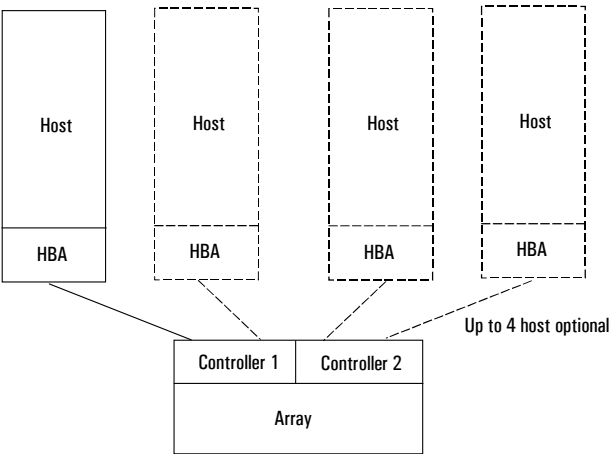 Host
Host
Host
Host
HBA
HBA
HBA
HBA
Up to 4 host optional
Controller 1
Controller 2
Array